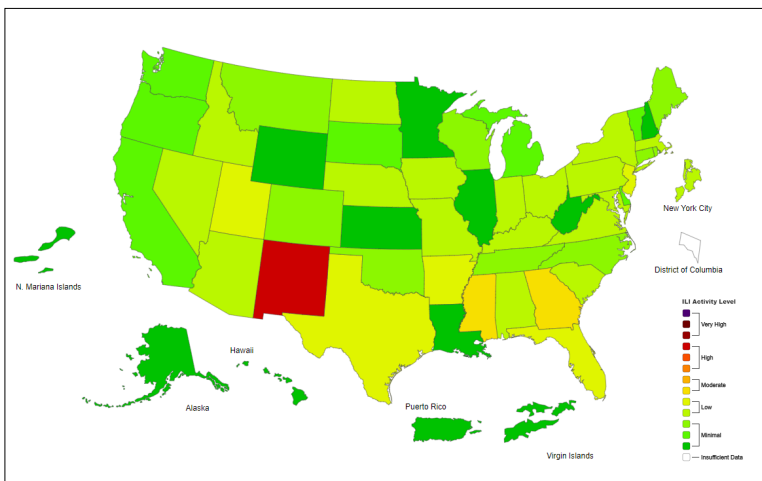 New York City
District of Columbia
N. Mariana Islands
ILI Activity Level
Very High
High
Moderate
Low
Minimal
Insufficient Data
Hawaii
Alaska
Puerto Rico
Virgin Islands